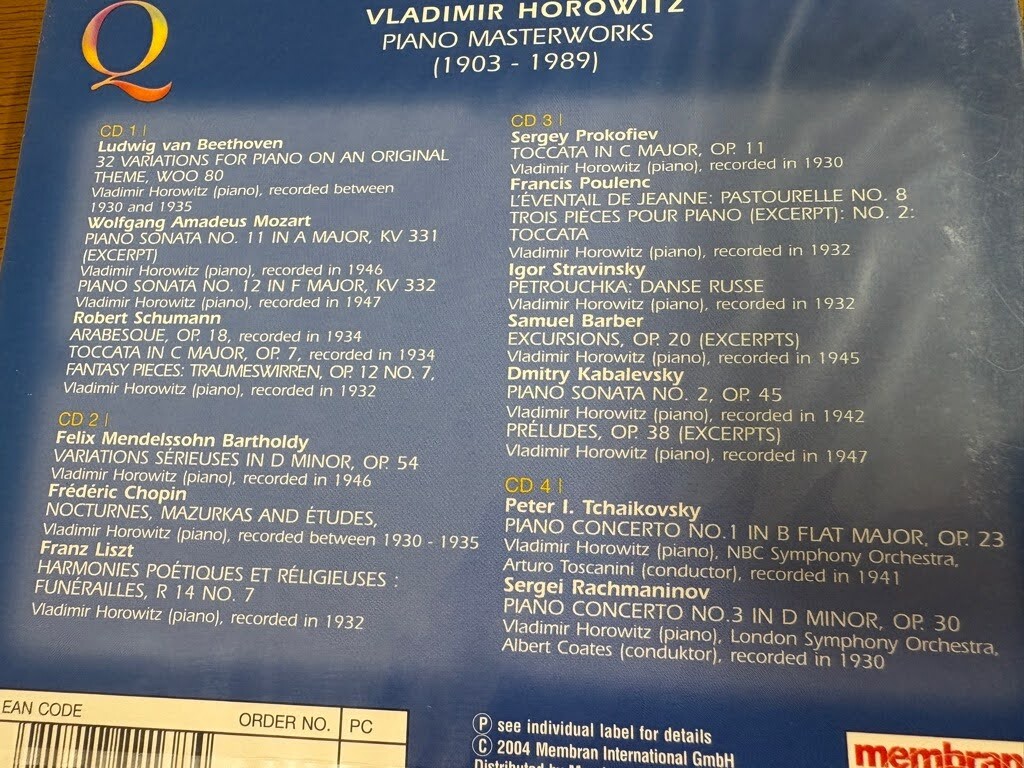 Q
VLADIMIR HOROWITZ
PIANO MASTERWORKS
(1903 - 1989)
CD 1 |
Ludwig van Beethoven
32 VARIATIONS FOR PIANO ON AN ORIGINAL
THEME, WOO 80
Vladimir Horowitz (piano), recorded between
1930 and 1935
Wolfgang Amadeus Mozart
PIANO SONATA NO. 11 IN A MAJOR, KV 331
(EXCERPT)
Vladimir Horowitz (piano), recorded in 1946
PIANO SONATA NO. 12 IN F MAJOR, KV 332
Vladimir Horowitz (piano), recorded in 1947
Robert Schumann
ARABESQUE, OP. 18, recorded in 1934
TOCCATA IN C MAJOR, OP. 7, recorded in 1934
FANTASY PIECES: TRAUMESWIRREN, OP. 12 NO. 7,
Vladimir Horowitz (piano), recorded in 1932
CD 2 |
Felix Mendelssohn Bartholdy
VARIATIONS SÉRIEUSES IN D MINOR, OP. 54
Vladimir Horowitz (piano), recorded in 1946
Frédéric Chopin
NOCTURNES, MAZURKAS AND ÉTUDES,
Vladimir Horowitz (piano), recorded between 1930 - 1935
Franz Liszt
HARMONIES POÉTIQUES ET RÉLIGIEUSES :
FUNÉRAILLES, R 14 NO. 7
Vladimir Horowitz (piano), recorded in 1932
CD 3 |
Sergey Prokofiev
TOCCATA IN C MAJOR, OP. 11
Vladimir Horowitz (piano), recorded in 1930
Francis Poulenc
L'ÉVENTAIL DE JEANNE: PASTOURELLE NO. 8
TROIS PIÈCES POUR PIANO (EXCERPT): NO. 2:
TOCCATA
Vladimir Horowitz (piano), recorded in 1932
Igor Stravinsky
PETROUCHKA: DANSE RUSSE
Vladimir Horowitz (piano), recorded in 1932
Samuel Barber
EXCURSIONS, OP. 20 (EXCERPTS)
Vladimir Horowitz (piano), recorded in 1945
Dmitry Kabalevsky
PIANO SONATA NO. 2, OP. 45
Vladimir Horowitz (piano), recorded in 1942
PRÉLUDES, OP. 38 (EXCERPTS)
Vladimir Horowitz (piano), recorded in 1947
CD 4 |
Peter I. Tchaikovsky
PIANO CONCERTO NO.1 IN B FLAT MAJOR, OP. 23
Vladimir Horowitz (piano), NBC Symphony Orchestra,
Arturo Toscanini (conductor), recorded in 1941
Sergei Rachmaninov
PIANO CONCERTO NO.3 IN D MINOR, OP. 30
Vladimir Horowitz (piano), London Symphony Orchestra,
Albert Coates (conduktor), recorded in 1930
EAN CODE
ORDER NO.
PC
Ⓟ see individual label for details
© 2004 Membran International GmbH
Distributed by
membran